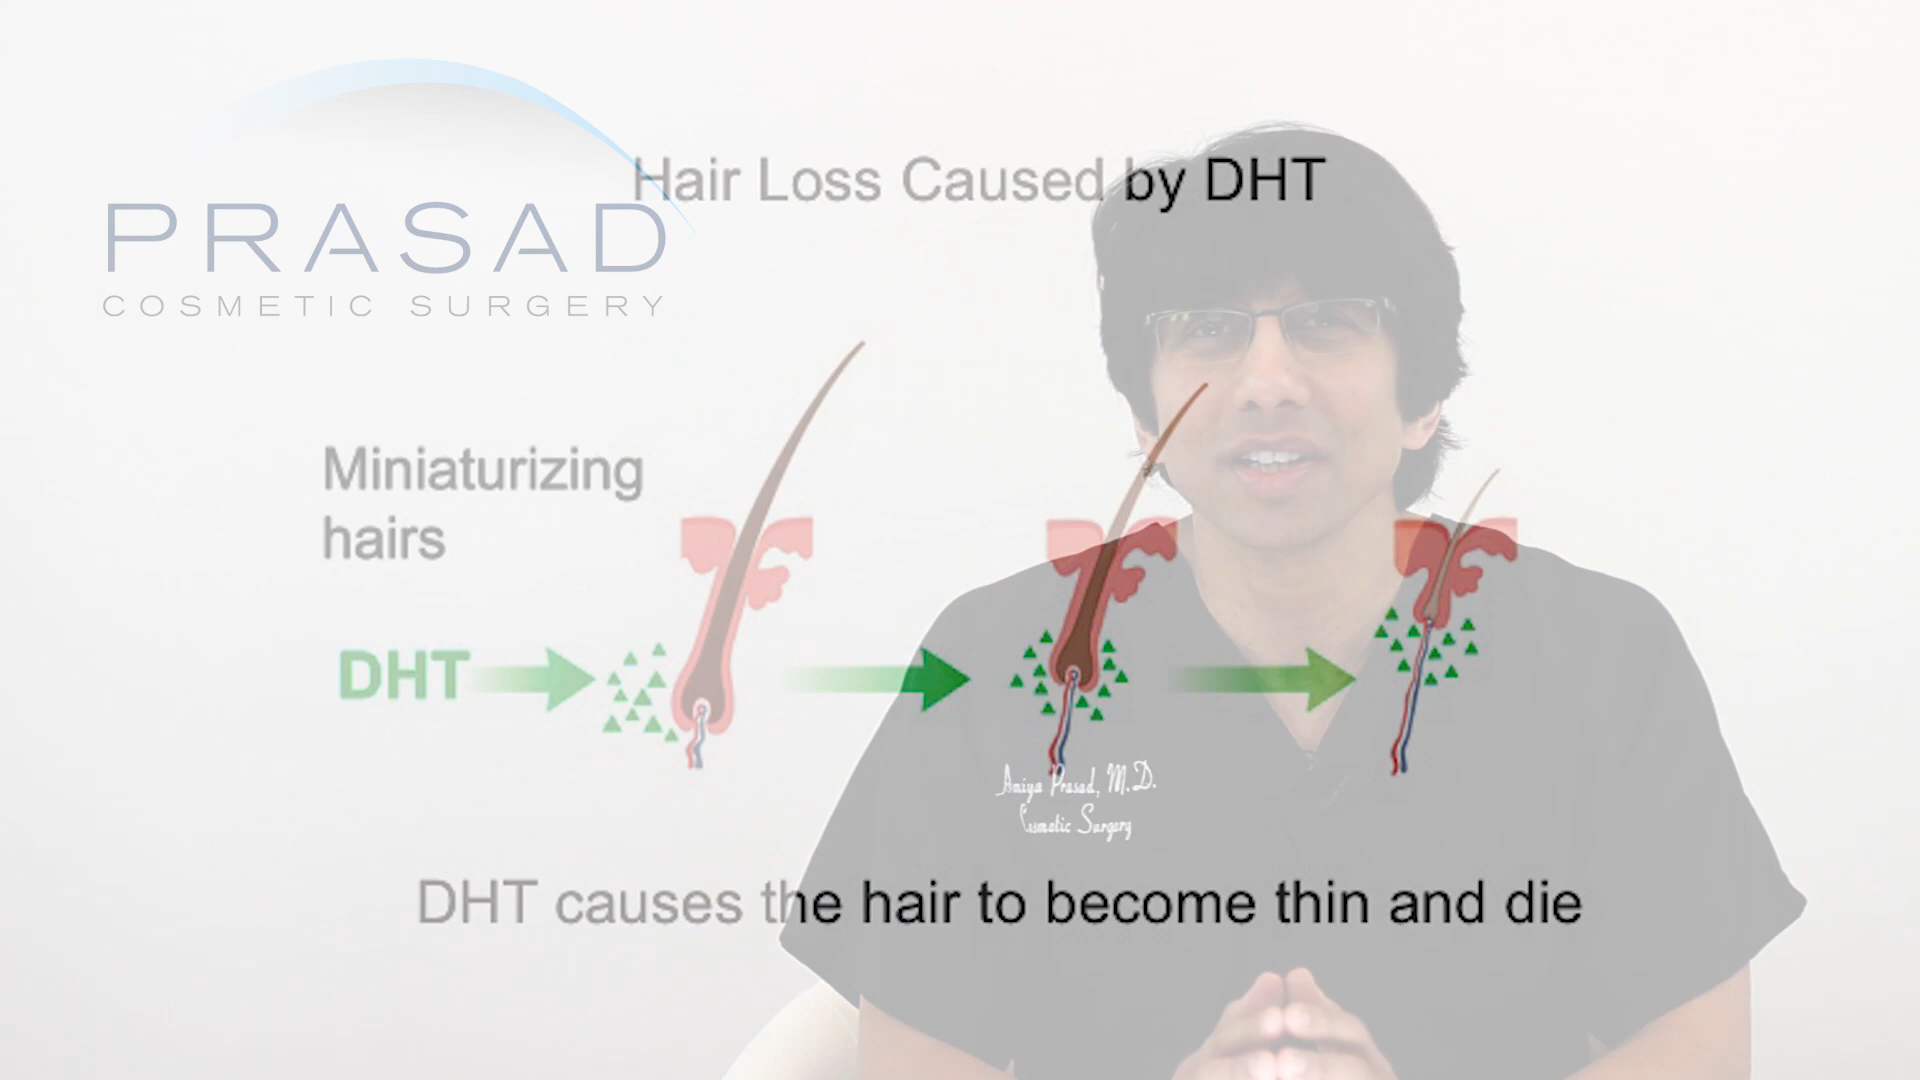 Hair Loss Caused by DHT
PRASAD
COSMETIC SURGERY
Miniaturizing
hairs
DHT
Amiya Prasad, M.D.
Cosmetic Surgery
DHT causes the hair to become thin and die